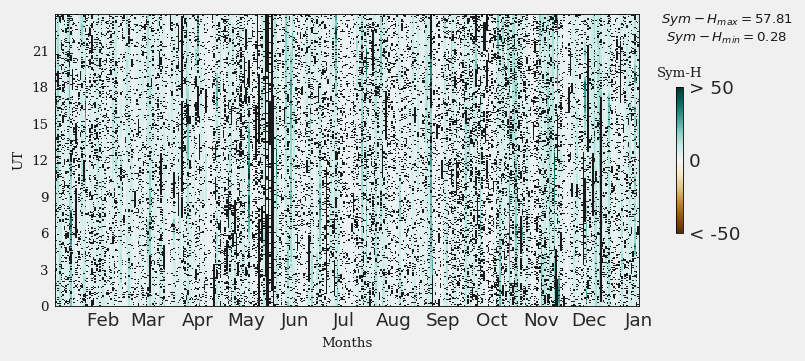 Sym − H_max = 57.81
Sym − H_min = 0.28
Sym-H
> 50
0
< -50
UT
21
18
15
12
9
6
3
0
Feb Mar Apr May Jun Jul Aug Sep Oct Nov Dec Jan
Months